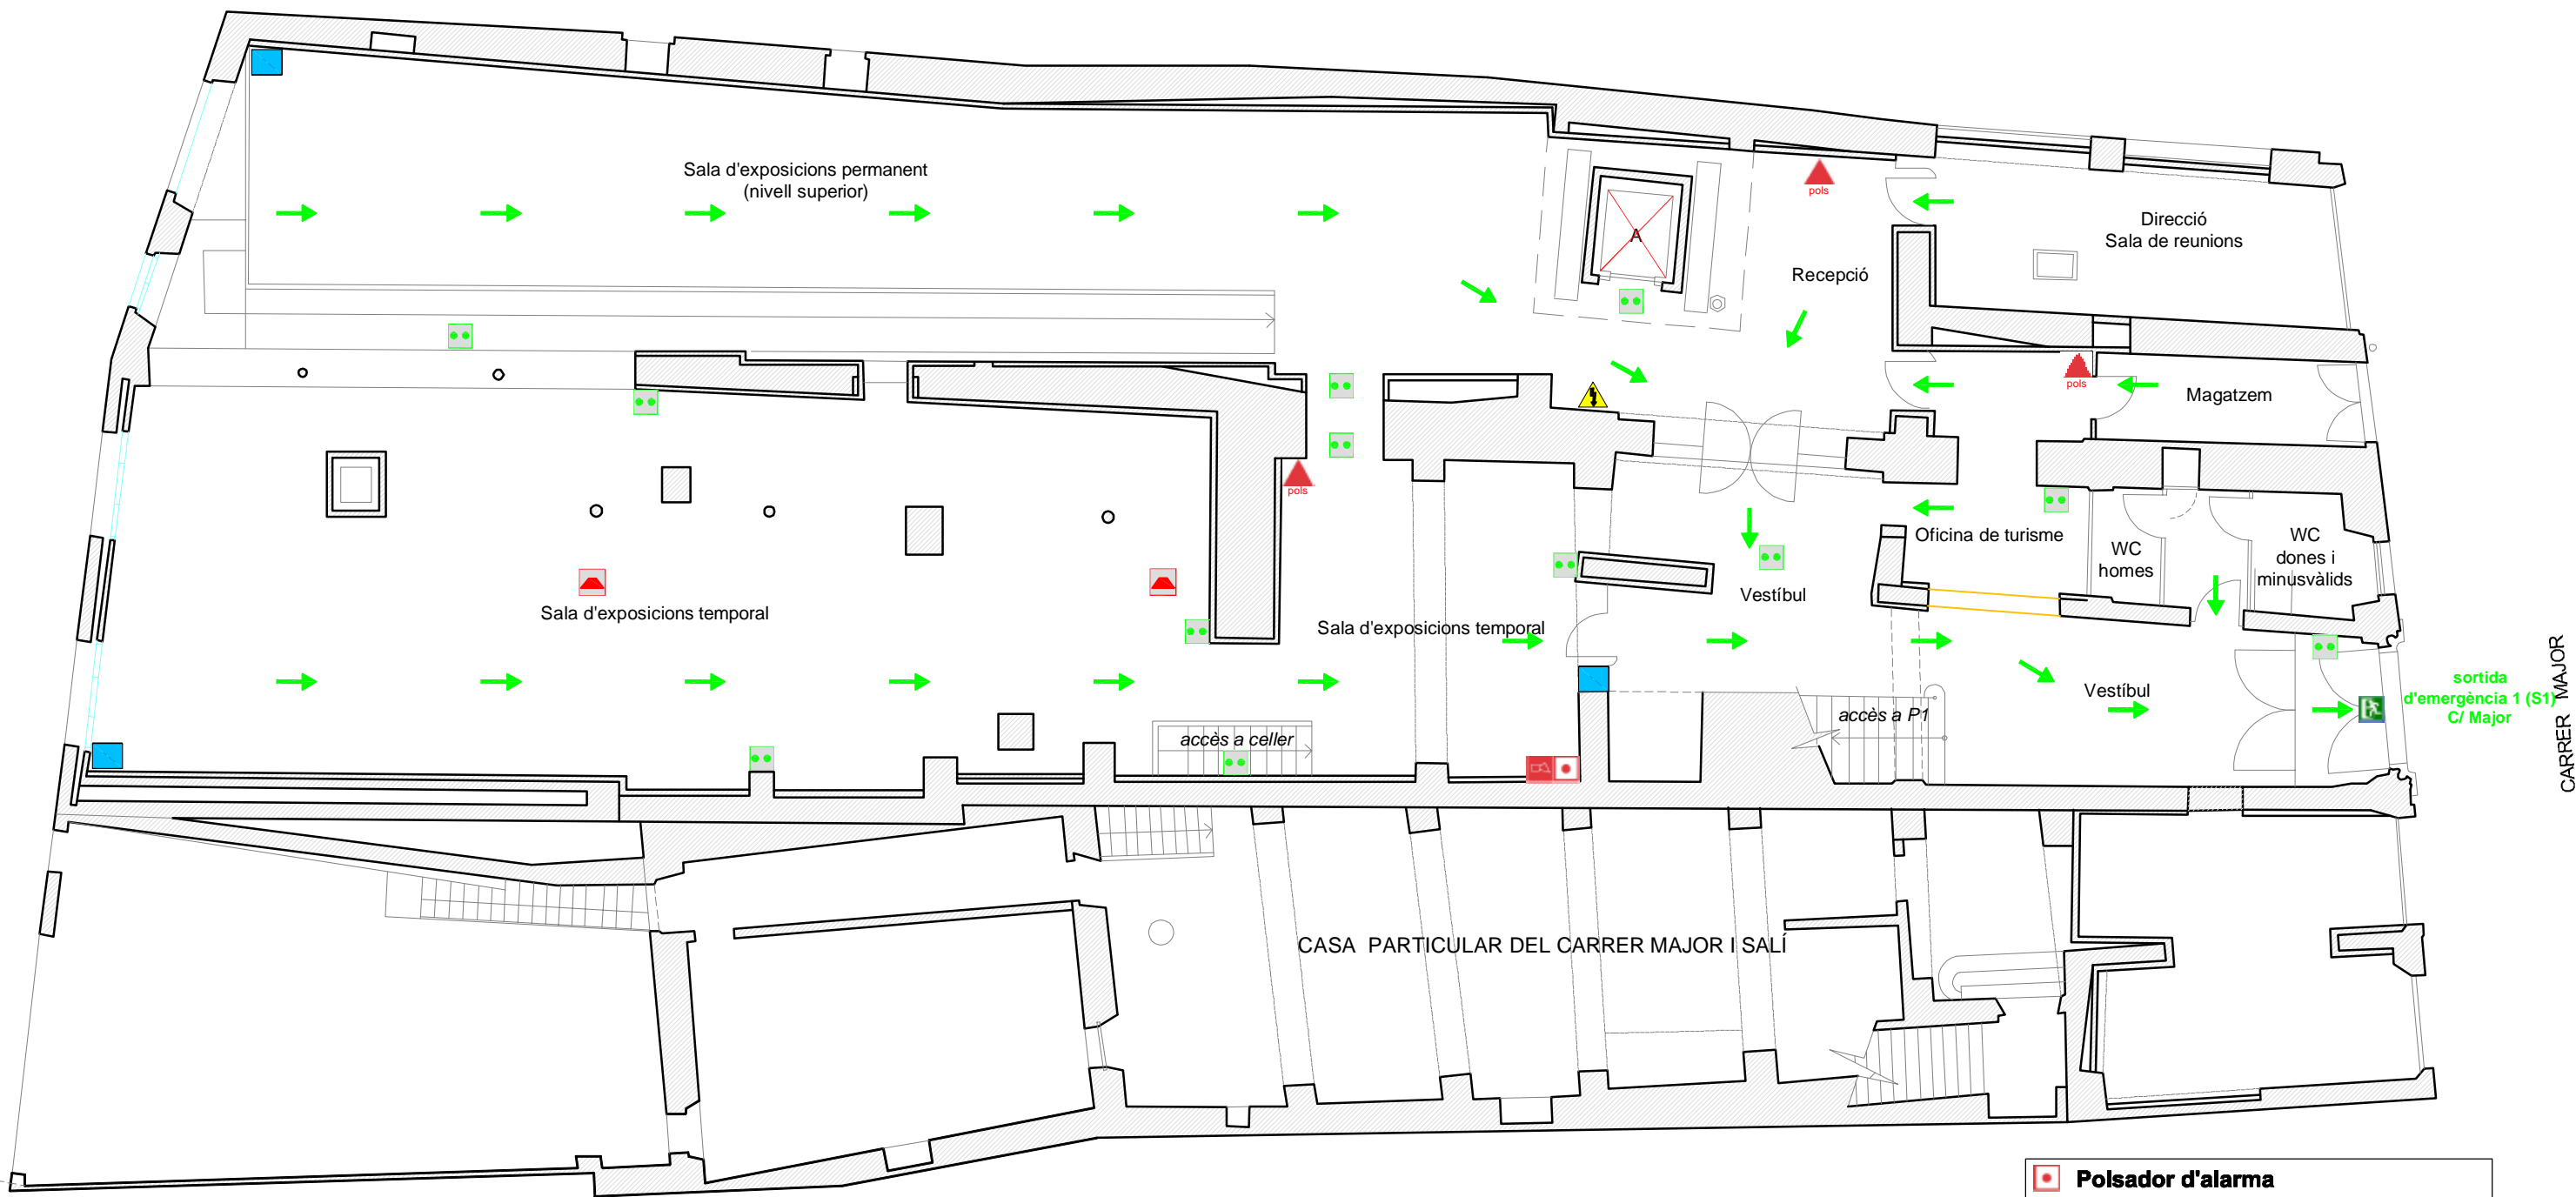 Sala d'exposicions permanent
(nivell superior)
pols
A
Direcció
Sala de reunions
Recepció
pols
Magatzem
pols
Oficina de turisme
WC
homes
WC
dones i
minusvàlids
Vestíbul
Sala d'exposicions temporal
Sala d'exposicions temporal
sortida
d'emergència 1 (S1)
C/ Major
CARRER MAJOR
Vestíbul
accès a P1
accès a celler
CASA PARTICULAR DEL CARRER MAJOR I SALÍ
Polsador d'alarma